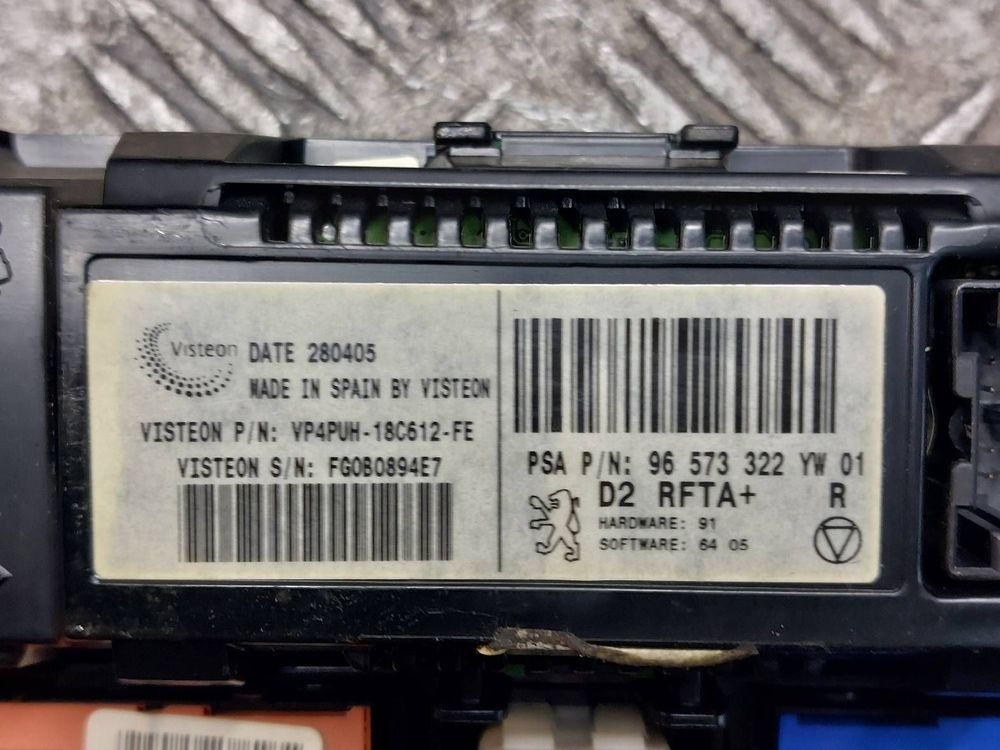 Visteon
DATE 280405
MADE IN SPAIN BY VISTEON
VISTEON P/N: VP4PUH-18C612-FE
VISTEON S/N: FG0B0894E7
PSA P/N: 96 573 322 YW 01
D2 RFTA+ R
HARDWARE: 91
SOFTWARE: 64 05